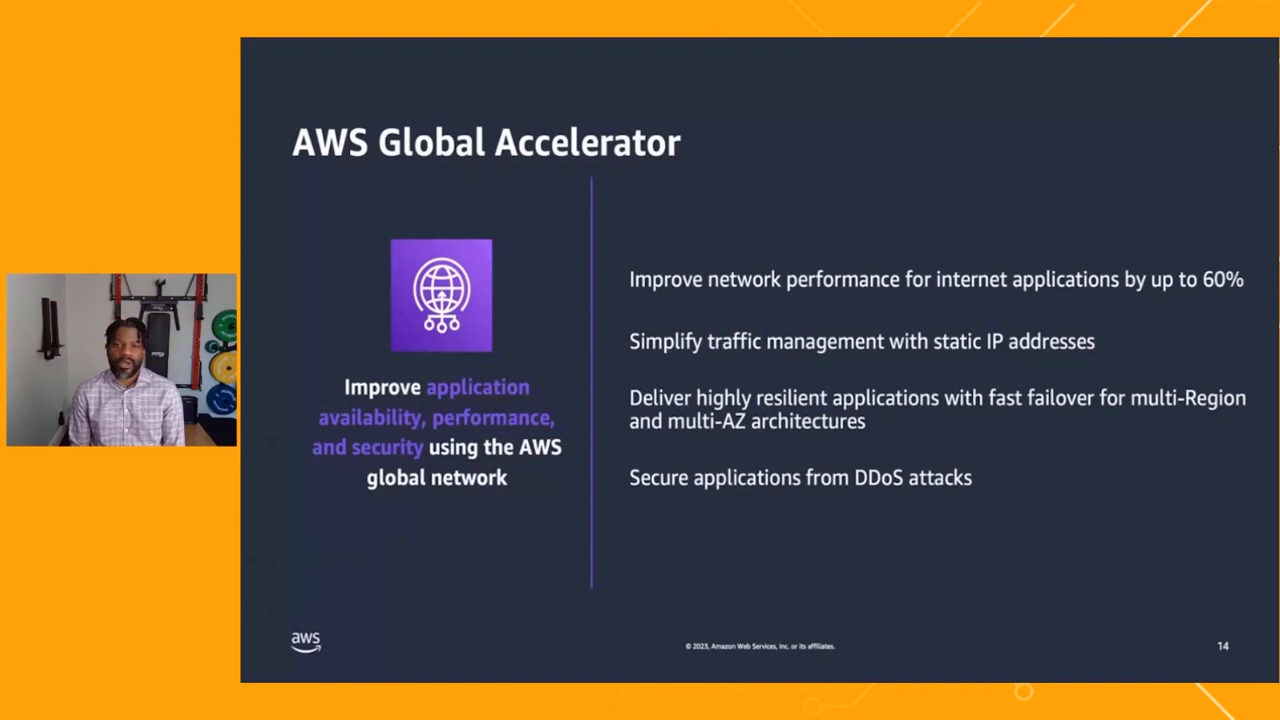 AWS Global Accelerator
Improve application
availability, performance,
and security using the AWS
global network
Improve network performance for internet applications by up to 60%
Simplify traffic management with static IP addresses
Deliver highly resilient applications with fast failover for multi-Region
and multi-AZ architectures
Secure applications from DDoS attacks
aws
© 2023, Amazon Web Services, Inc. or its affiliates.
14